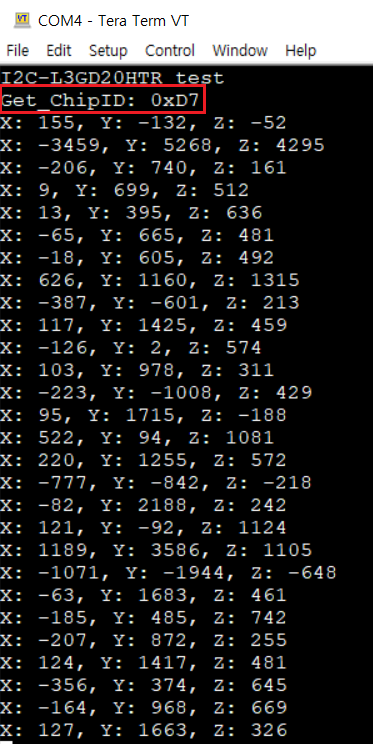 COM4 - Tera Term VT
File Edit Setup Control Window Help
I2C-L3GD20HTR test
Get_ChipID: 0xD7
X: 155, Y: -132, Z: -52
X: -3459, Y: 5268, Z: 4295
X: -206, Y: 740, Z: 161
X: 9, Y: 699, Z: 512
X: 13, Y: 395, Z: 636
X: -65, Y: 665, Z: 481
X: -18, Y: 605, Z: 492
X: 626, Y: 1160, Z: 1315
X: -387, Y: -601, Z: 213
X: 117, Y: 1425, Z: 459
X: -126, Y: 2, Z: 574
X: 103, Y: 978, Z: 311
X: -223, Y: -1008, Z: 429
X: 95, Y: 1715, Z: -188
X: 522, Y: 94, Z: 1081
X: 220, Y: 1255, Z: 572
X: -777, Y: -842, Z: -218
X: -82, Y: 2188, Z: 242
X: 121, Y: -92, Z: 1124
X: 1189, Y: 3586, Z: 1105
X: -1071, Y: -1944, Z: -648
X: -63, Y: 1683, Z: 461
X: -185, Y: 485, Z: 742
X: -207, Y: 872, Z: 255
X: 124, Y: 1417, Z: 481
X: -356, Y: 374, Z: 645
X: -164, Y: 968, Z: 669
X: 127, Y: 1663, Z: 326